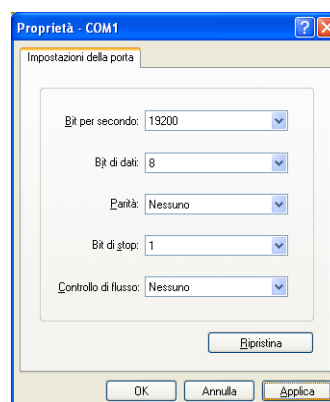 Proprietà - COM1
Impostazioni della porta
Bit per secondo: 19200
Bit di dati: 8
Parità: Nessuno
Bit di stop: 1
Controllo di flusso: Nessuno
Ripristina
OK Annulla Applica